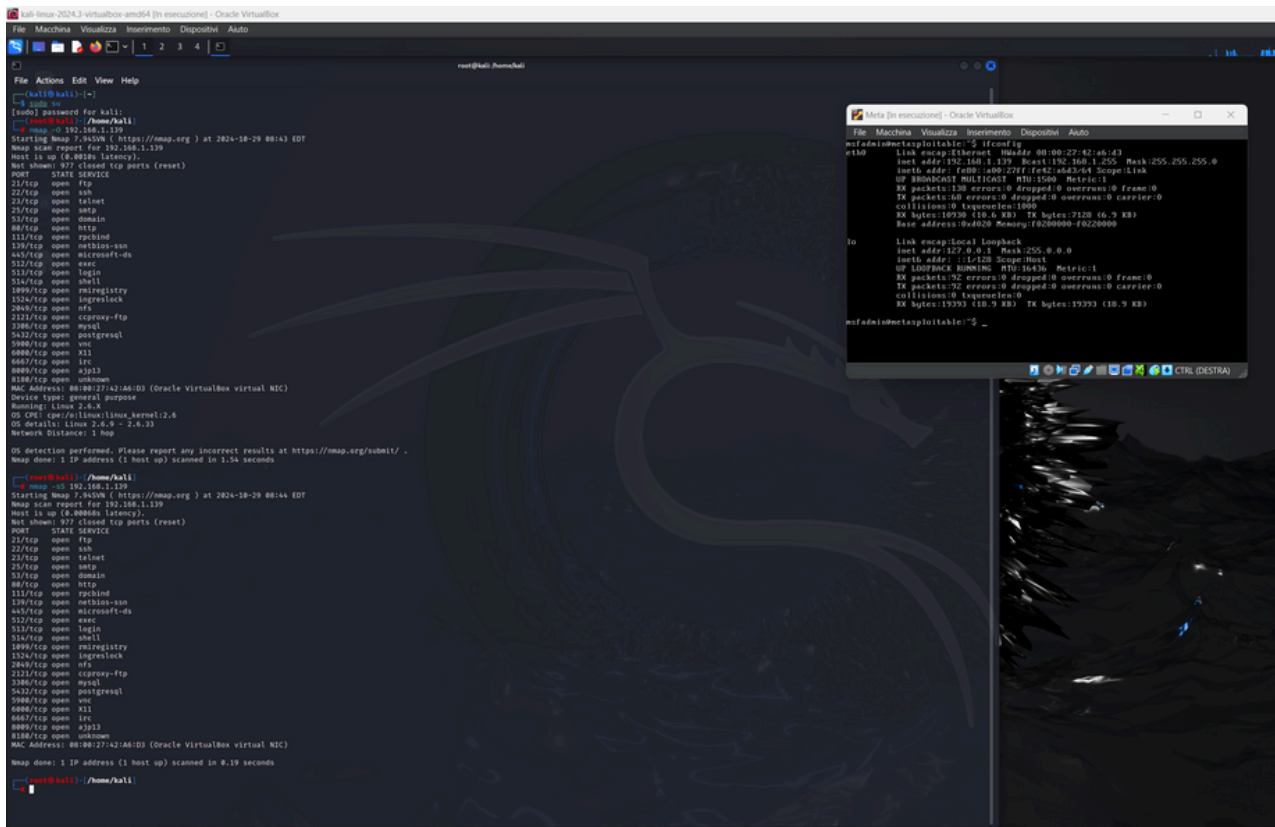 kali-linux-2024.3-virtualbox-amd64 [In esecuzione] - Oracle VirtualBox
File Macchina Visualizza Inserimento Dispositivi Aiuto
1 2 3 4
root@kali: /home/kali
File Actions Edit View Help
(kali㉿kali)-[~]
$ sudo su
[sudo] password for kali:
(root㉿kali)-[/home/kali]
# nmap -O 192.168.1.139
Starting Nmap 7.94SVN ( https://nmap.org ) at 2024-10-29 08:43 EDT
Nmap scan report for 192.168.1.139
Host is up (0.0010s latency).
Not shown: 977 closed tcp ports (reset)
PORT STATE SERVICE
21/tcp open ftp
22/tcp open ssh
23/tcp open telnet
25/tcp open smtp
53/tcp open domain
80/tcp open http
111/tcp open rpcbind
139/tcp open netbios-ssn
445/tcp open microsoft-ds
512/tcp open exec
513/tcp open login
514/tcp open shell
1099/tcp open rmiregistry
1524/tcp open ingreslock
2049/tcp open nfs
2121/tcp open ccproxy-ftp
3306/tcp open mysql
5432/tcp open postgresql
5900/tcp open vnc
6000/tcp open X11
6667/tcp open irc
8009/tcp open ajp13
8180/tcp open unknown
MAC Address: 08:00:27:42:A6:D3 (Oracle VirtualBox virtual NIC)
Device type: general purpose
Running: Linux 2.6.X
OS CPE: cpe:/o:linux:linux_kernel:2.6
OS details: Linux 2.6.9 - 2.6.33
Network Distance: 1 hop
OS detection performed. Please report any incorrect results at https://nmap.org/submit/ .
Nmap done: 1 IP address (1 host up) scanned in 1.54 seconds
(root㉿kali)-[/home/kali]
# nmap -sS 192.168.1.139
Starting Nmap 7.94SVN ( https://nmap.org ) at 2024-10-29 08:44 EDT
Nmap scan report for 192.168.1.139
Host is up (0.00068s latency).
Not shown: 977 closed tcp ports (reset)
PORT STATE SERVICE
21/tcp open ftp
22/tcp open ssh
23/tcp open telnet
25/tcp open smtp
53/tcp open domain
80/tcp open http
111/tcp open rpcbind
139/tcp open netbios-ssn
445/tcp open microsoft-ds
512/tcp open exec
513/tcp open login
514/tcp open shell
1099/tcp open rmiregistry
1524/tcp open ingreslock
2049/tcp open nfs
2121/tcp open ccproxy-ftp
3306/tcp open mysql
5432/tcp open postgresql
5900/tcp open vnc
6000/tcp open X11
6667/tcp open irc
8009/tcp open ajp13
8180/tcp open unknown
MAC Address: 08:00:27:42:A6:D3 (Oracle VirtualBox virtual NIC)
Nmap done: 1 IP address (1 host up) scanned in 0.19 seconds
(root㉿kali)-[/home/kali]
#
Meta [In esecuzione] - Oracle VirtualBox
File Macchina Visualizza Inserimento Dispositivi Aiuto
msfadmin@metasploitable:~$ ifconfig
eth0 Link encap:Ethernet HWaddr 08:00:27:42:a6:d3
inet addr:192.168.1.139 Bcast:192.168.1.255 Mask:255.255.255.0
inet6 addr: fe80::a00:27ff:fe42:a6d3/64 Scope:Link
UP BROADCAST MULTICAST MTU:1500 Metric:1
RX packets:138 errors:0 dropped:0 overruns:0 frame:0
TX packets:68 errors:0 dropped:0 overruns:0 carrier:0
collisions:0 txqueuelen:1000
RX bytes:10930 (10.6 KB) TX bytes:7128 (6.9 KB)
Base address:0xd020 Memory:f0200000-f0220000
lo Link encap:Local Loopback
inet addr:127.0.0.1 Mask:255.0.0.0
inet6 addr: ::1/128 Scope:Host
UP LOOPBACK RUNNING MTU:16436 Metric:1
RX packets:92 errors:0 dropped:0 overruns:0 frame:0
TX packets:92 errors:0 dropped:0 overruns:0 carrier:0
collisions:0 txqueuelen:0
RX bytes:19393 (18.9 KB) TX bytes:19393 (18.9 KB)
msfadmin@metasploitable:~$ _
CTRL (DESTRA)